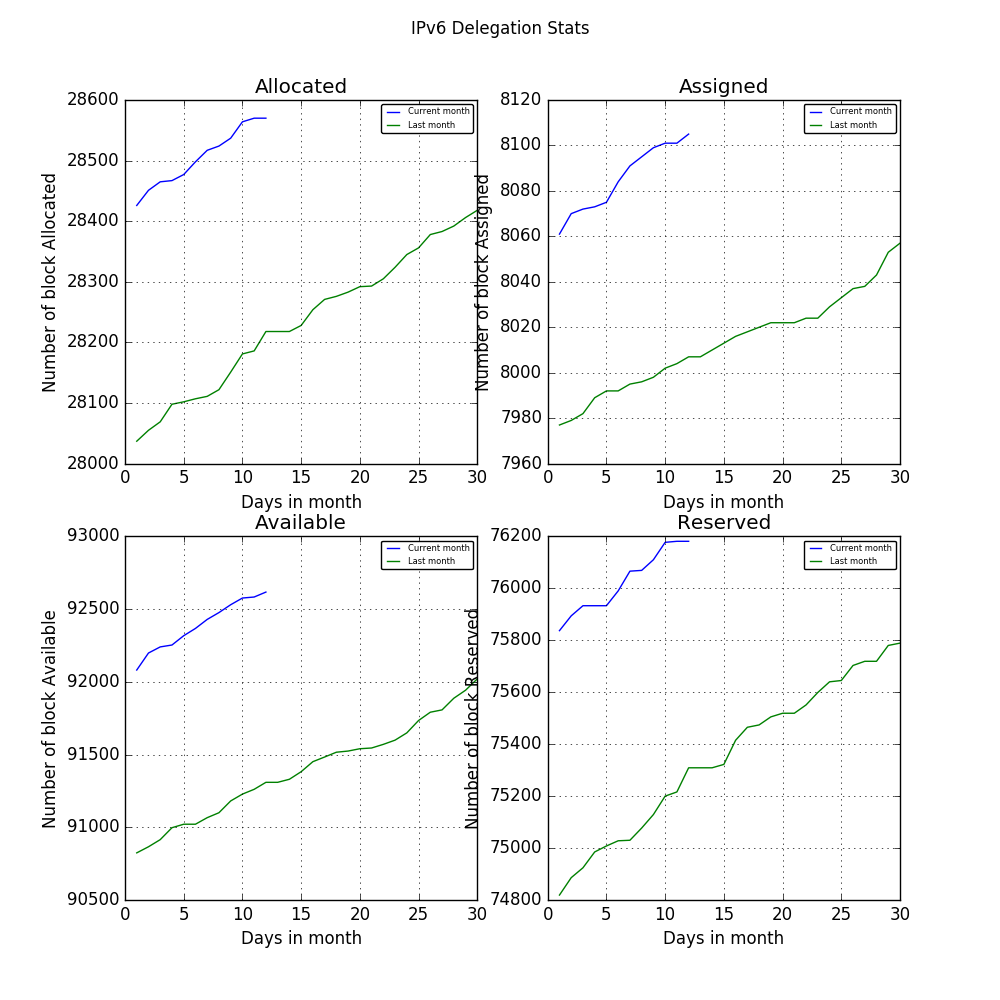 IPv6 Delegation Stats
Allocated
Number of block Allocated
28600
28500
28400
28300
28200
28100
28000
0 5 10 15 20 25 30
Days in month
Current month
Last month
Assigned
Number of block Assigned
8120
8100
8080
8060
8040
8020
8000
7980
7960
0 5 10 15 20 25 30
Days in month
Current month
Last month
Available
Number of block Available
93000
92500
92000
91500
91000
90500
0 5 10 15 20 25 30
Days in month
Current month
Last month
Reserved
Number of block Reserved
76200
76000
75800
75600
75400
75200
75000
74800
0 5 10 15 20 25 30
Days in month
Current month
Last month